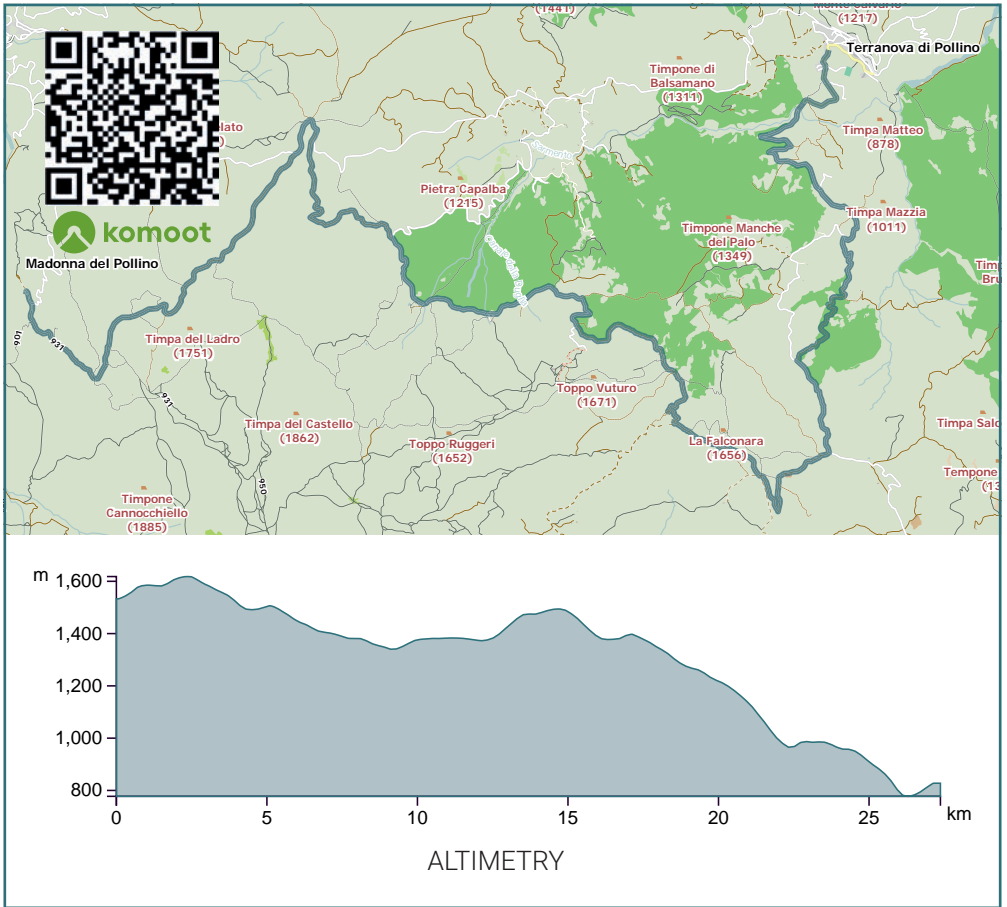 (1441)
(1217)
Terranova di Pollino
Timpone di
Balsamano
(1311)
Timpa Matteo
(878)
komoot
Madonna del Pollino
Pietra Capalba
(1215)
Timpone Manche
del Palo
(1349)
Timpa Mazzia
(1011)
901
931
Timpa del Ladro
(1751)
931
Toppo Vuturo
(1671)
Timpa del Castello
(1862)
Toppo Ruggeri
(1652)
La Falconara
(1656)
950
Timpone
Cannocchiello
(1885)
m
1,600
1,400
1,200
1,000
800
0
5
10
15
20
25
km
ALTIMETRY